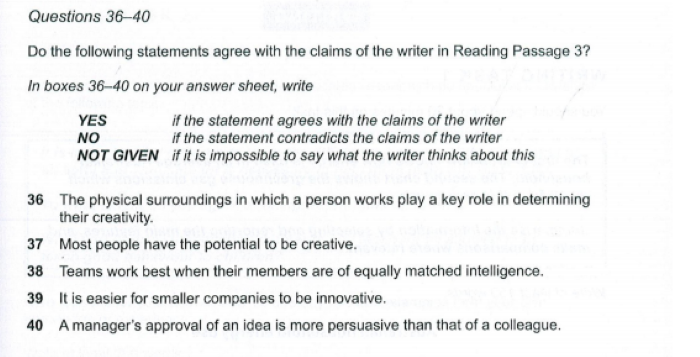 Questions 36–40
Do the following statements agree with the claims of the writer in Reading Passage 3?
In boxes 36–40 on your answer sheet, write
YES if the statement agrees with the claims of the writer
NO if the statement contradicts the claims of the writer
NOT GIVEN if it is impossible to say what the writer thinks about this
36 The physical surroundings in which a person works play a key role in determining
their creativity.
37 Most people have the potential to be creative.
38 Teams work best when their members are of equally matched intelligence.
39 It is easier for smaller companies to be innovative.
40 A manager's approval of an idea is more persuasive than that of a colleague.